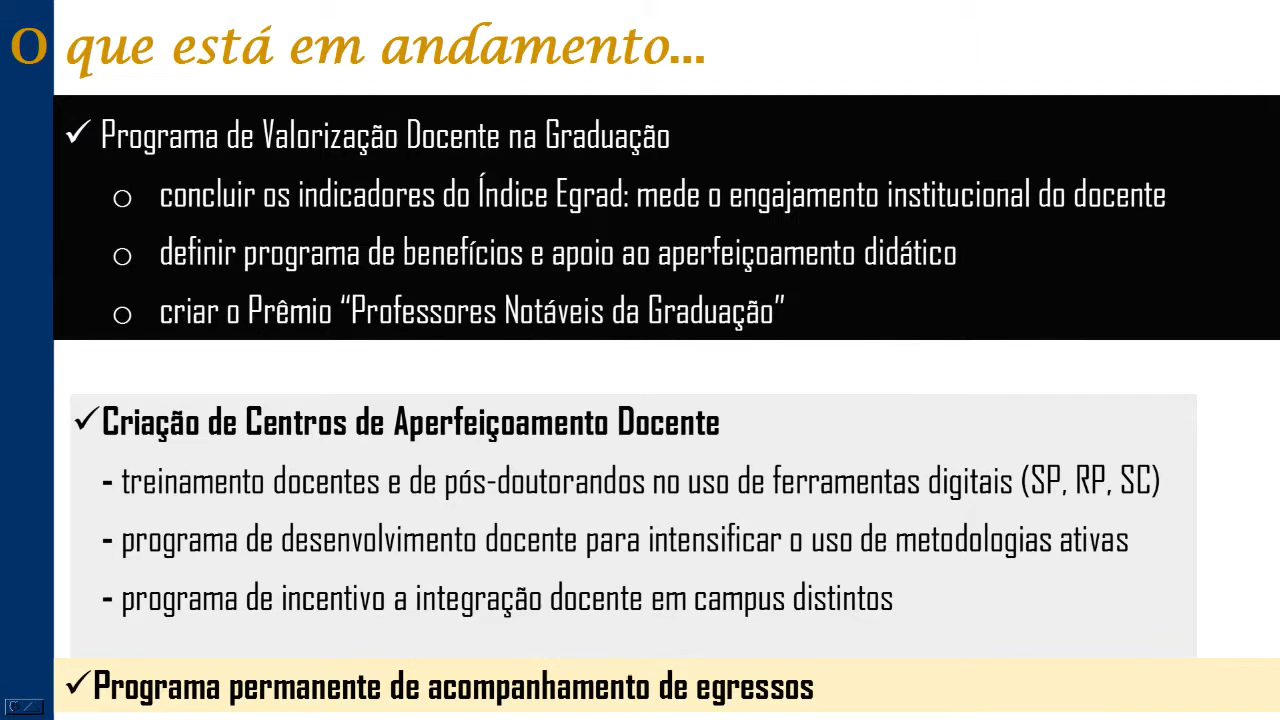 O que está em andamento...
✓ Programa de Valorização Docente na Graduação
o concluir os indicadores do Índice Egrad: mede o engajamento institucional do docente
o definir programa de benefícios e apoio ao aperfeiçoamento didático
o criar o Prêmio “Professores Notáveis da Graduação”
✓Criação de Centros de Aperfeiçoamento Docente
- treinamento docentes e de pós-doutorandos no uso de ferramentas digitais (SP, RP, SC)
- programa de desenvolvimento docente para intensificar o uso de metodologias ativas
- programa de incentivo a integração docente em campus distintos
✓Programa permanente de acompanhamento de egressos